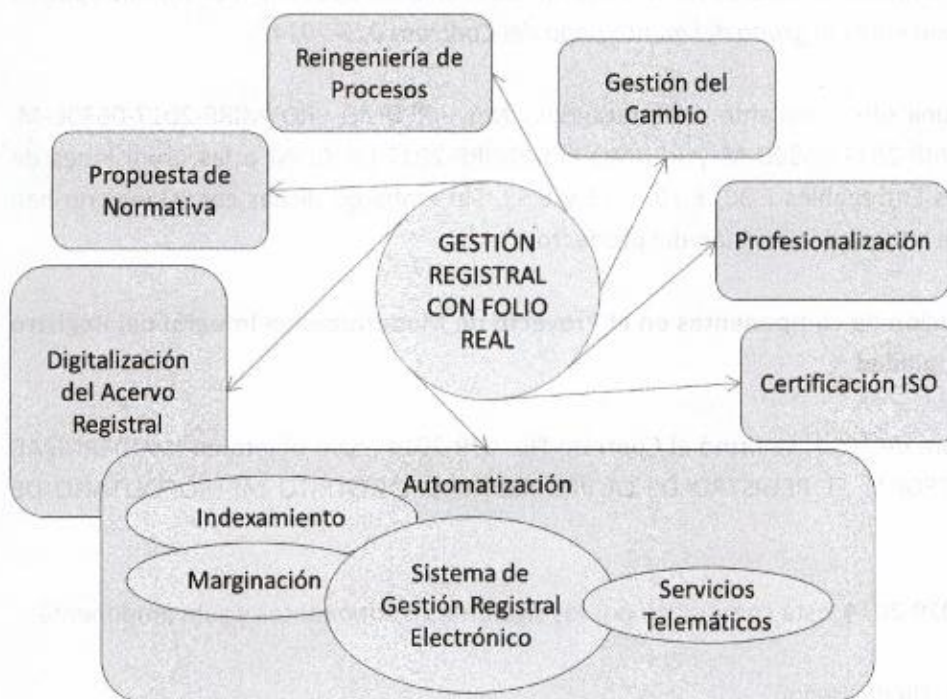 Reingeniería de
Procesos
Gestión del
Cambio
Propuesta de
Normativa
GESTIÓN
REGISTRAL
CON FOLIO
REAL
Profesionalización
Digitalización
del Acervo
Registral
Certificación ISO
Automatización
Indexamiento
Marginación
Sistema de
Gestión Registral
Electrónico
Servicios
Telemáticos